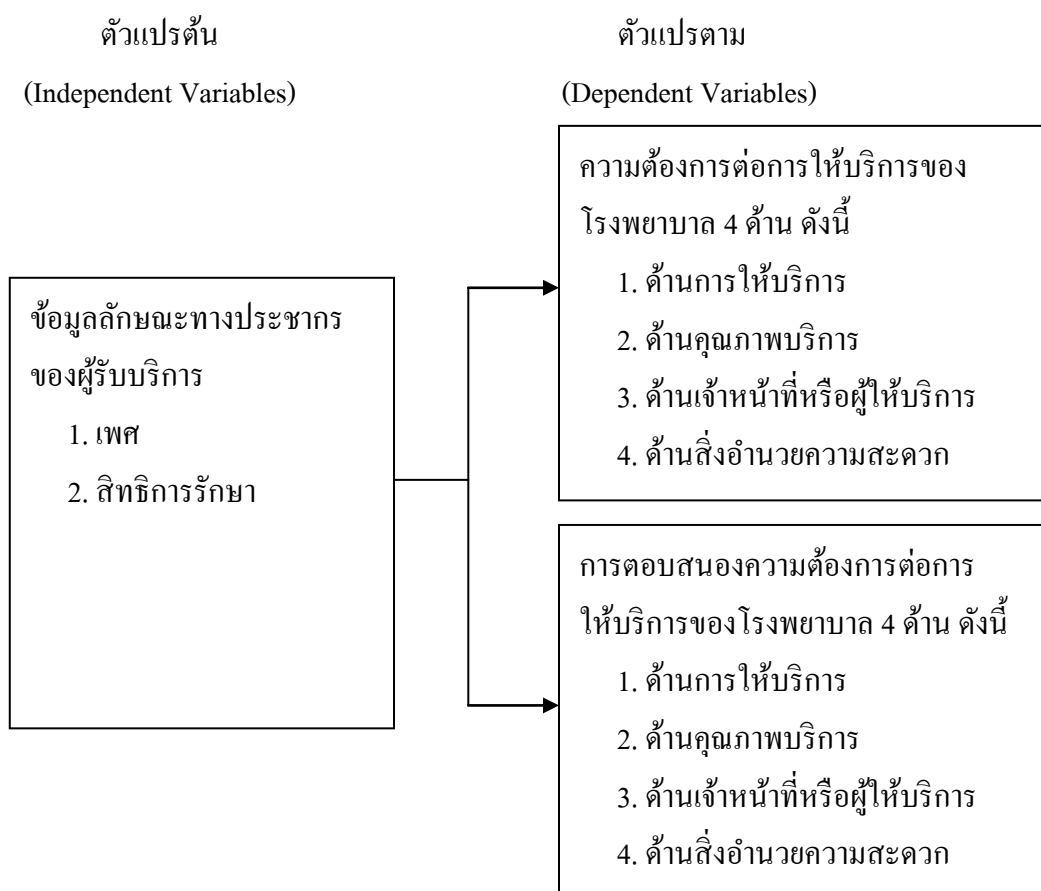 ตัวแปรต้น
(Independent Variables)
ตัวแปรตาม
(Dependent Variables)
ข้อมูลลักษณะทางประชากร
ของผู้รับบริการ
1. เพศ
2. สิทธิการรักษา
ความต้องการต่อการให้บริการของ
โรงพยาบาล 4 ด้าน ดังนี้
1. ด้านการให้บริการ
2. ด้านคุณภาพบริการ
3. ด้านเจ้าหน้าที่หรือผู้ให้บริการ
4. ด้านสิ่งอำนวยความสะดวก
การตอบสนองความต้องการต่อการ
ให้บริการของโรงพยาบาล 4 ด้าน ดังนี้
1. ด้านการให้บริการ
2. ด้านคุณภาพบริการ
3. ด้านเจ้าหน้าที่หรือผู้ให้บริการ
4. ด้านสิ่งอำนวยความสะดวก